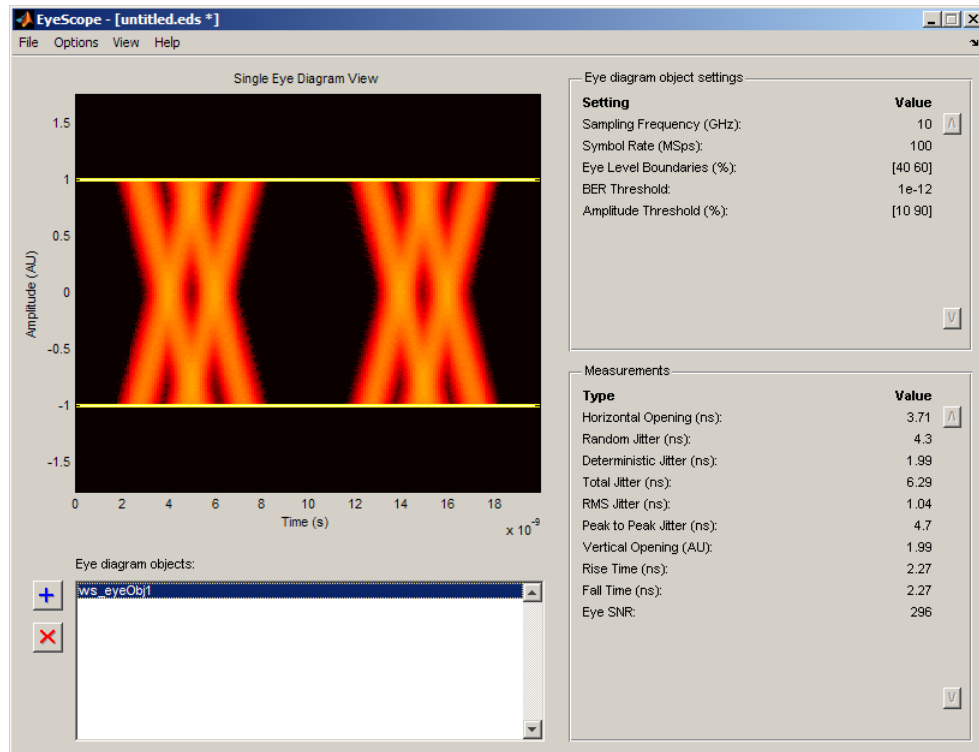 EyeScope - [untitled.eds *]
File Options View Help
Single Eye Diagram View
1.5
1
0.5
0
-0.5
-1
-1.5
Amplitude (AU)
0 2 4 6 8 10 12 14 16 18
Time (s)
x 10^-9
Eye diagram objects:
ws_eyeObj1
Eye diagram object settings
Setting Value
Sampling Frequency (GHz): 10
Symbol Rate (MSps): 100
Eye Level Boundaries (%): [40 60]
BER Threshold: 1e-12
Amplitude Threshold (%): [10 90]
Measurements
Type Value
Horizontal Opening (ns): 3.71
Random Jitter (ns): 4.3
Deterministic Jitter (ns): 1.99
Total Jitter (ns): 6.29
RMS Jitter (ns): 1.04
Peak to Peak Jitter (ns): 4.7
Vertical Opening (AU): 1.99
Rise Time (ns): 2.27
Fall Time (ns): 2.27
Eye SNR: 296